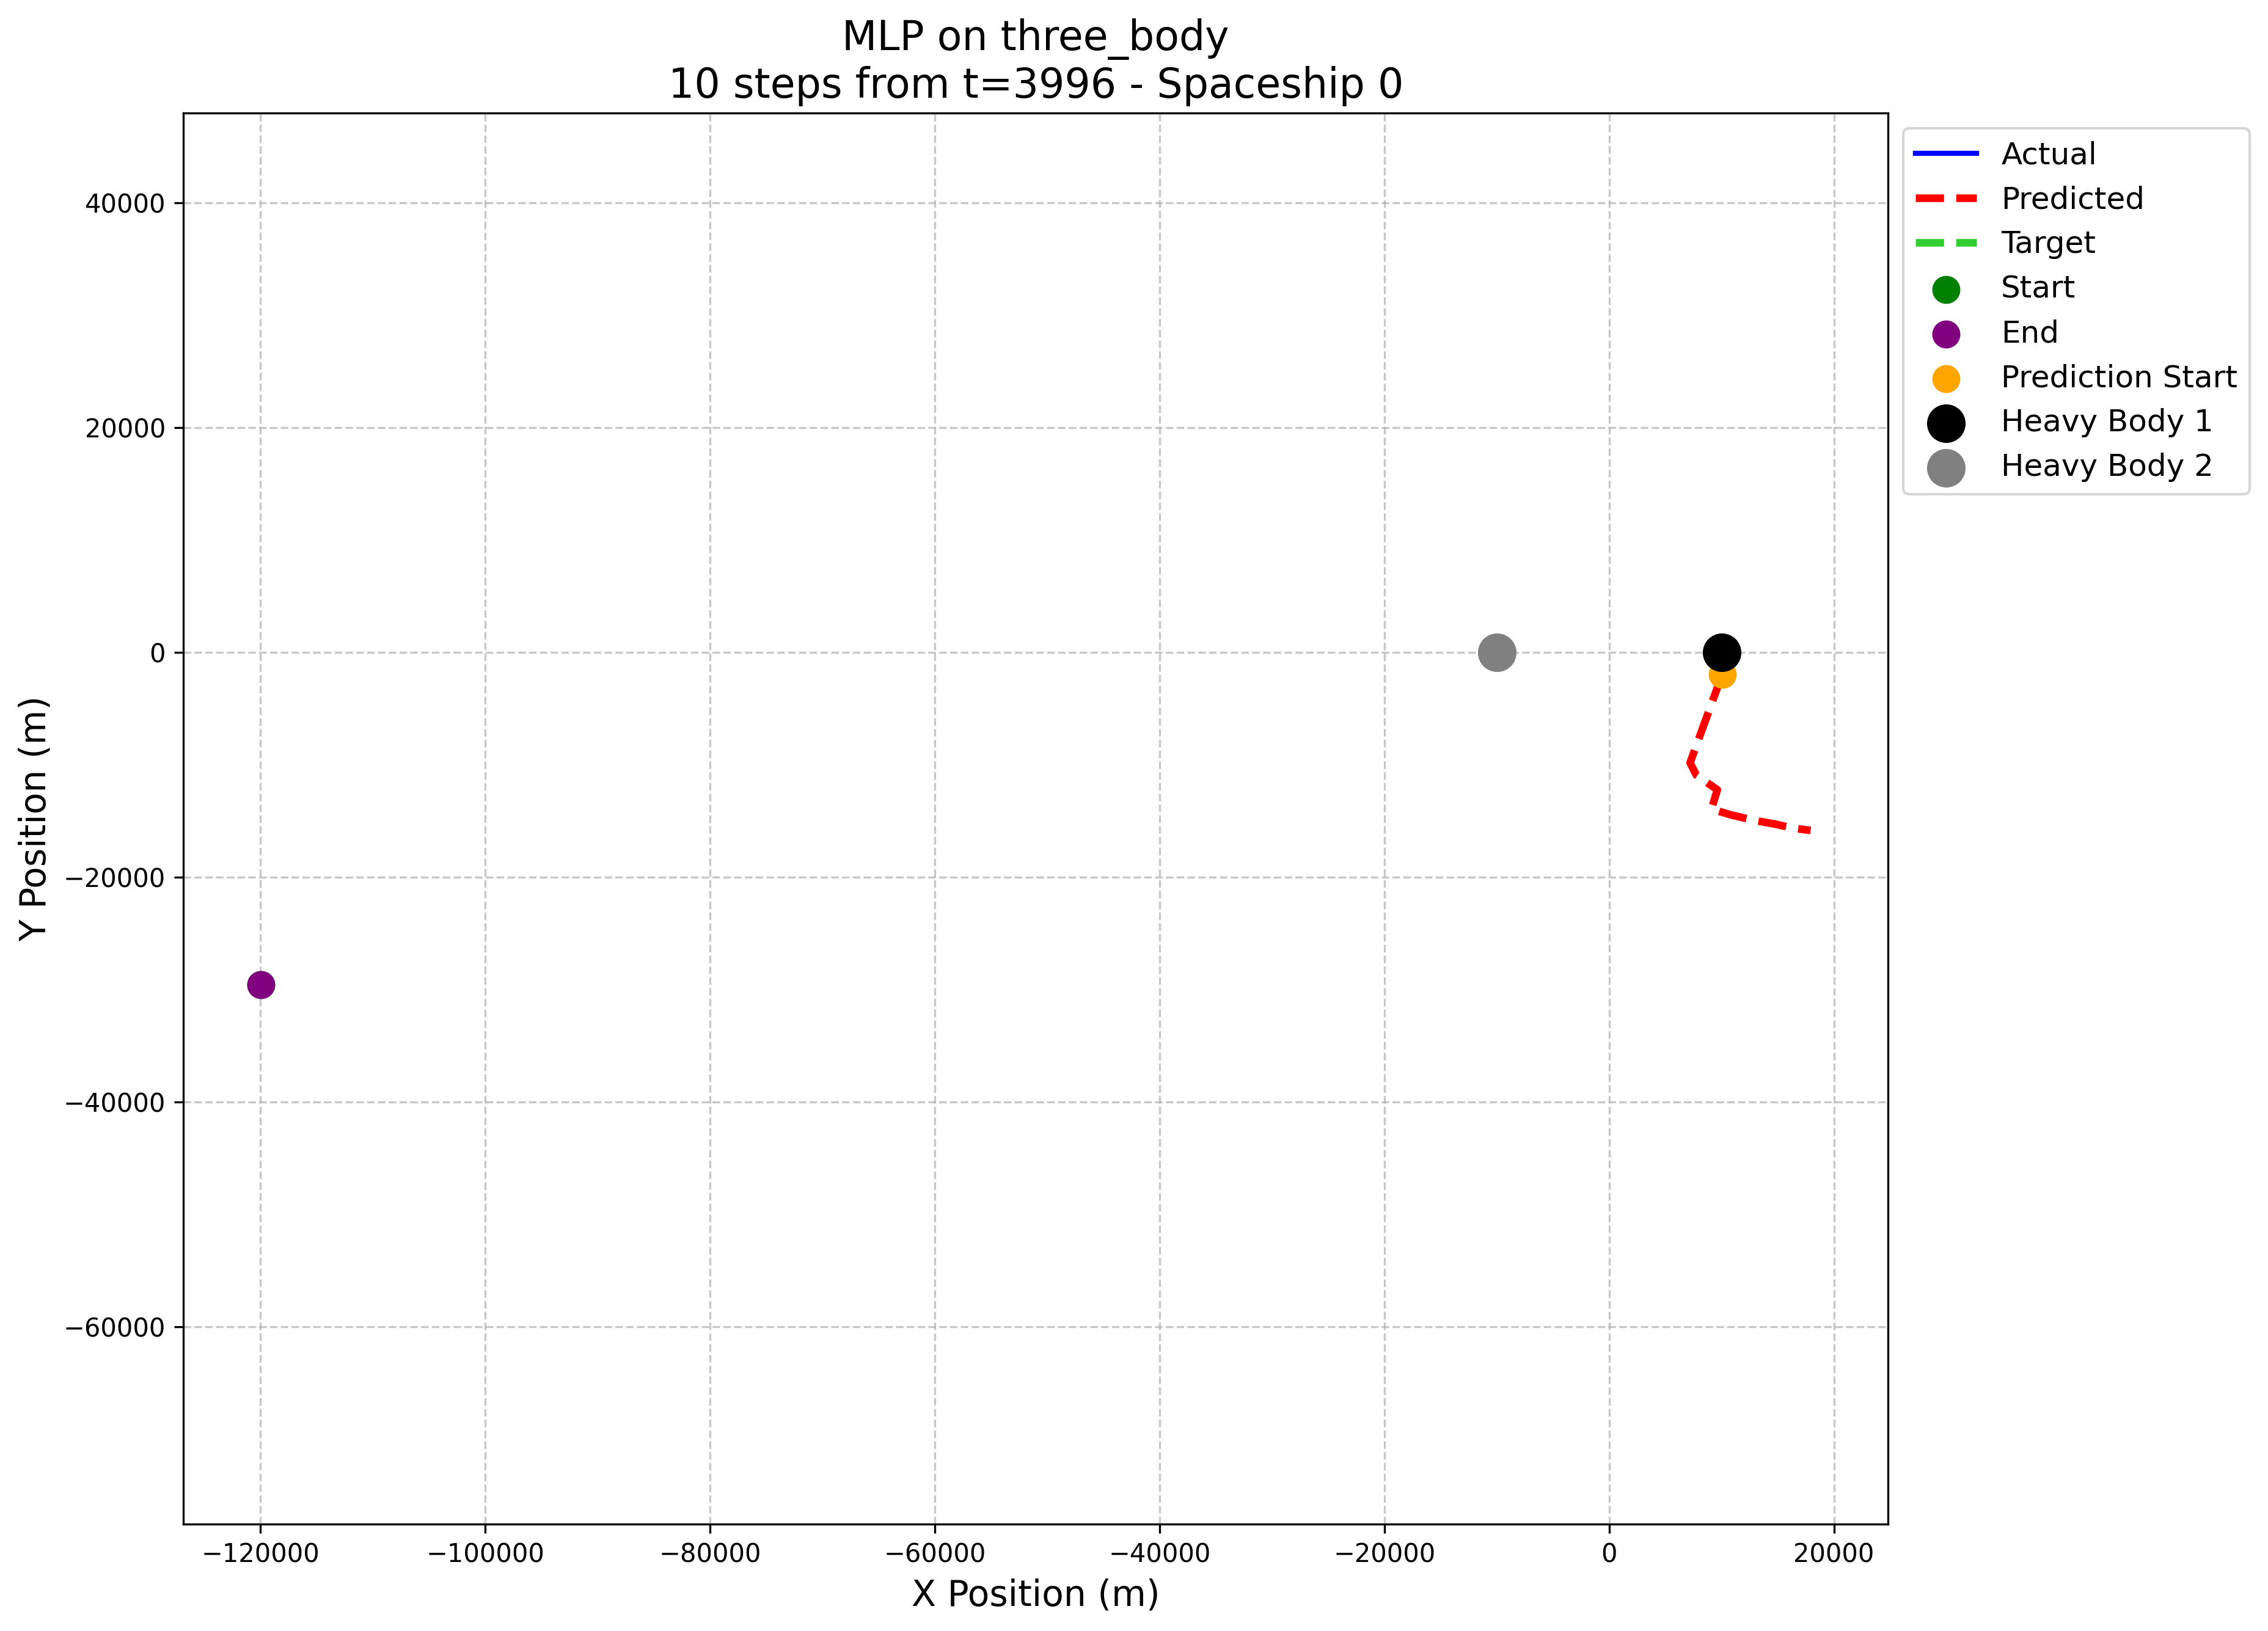 MLP on three_body
10 steps from t=3996 - Spaceship 0
Actual
Predicted
Target
Start
End
Prediction Start
Heavy Body 1
Heavy Body 2
40000
20000
0
−20000
−40000
−60000
Y Position (m)
−120000
−100000
−80000
−60000
−40000
−20000
0
20000
X Position (m)